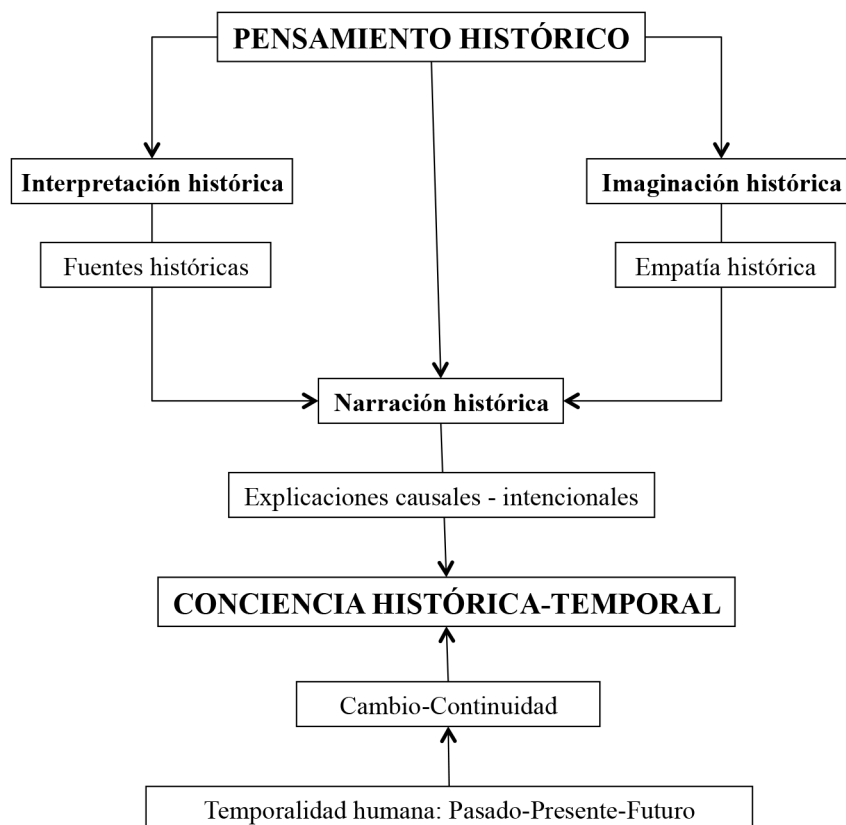 PENSAMIENTO HISTÓRICO
Interpretación histórica
Imaginación histórica
Fuentes históricas
Empatía histórica
Narración histórica
Explicaciones causales - intencionales
CONCIENCIA HISTÓRICA-TEMPORAL
Cambio-Continuidad
Temporalidad humana: Pasado-Presente-Futuro